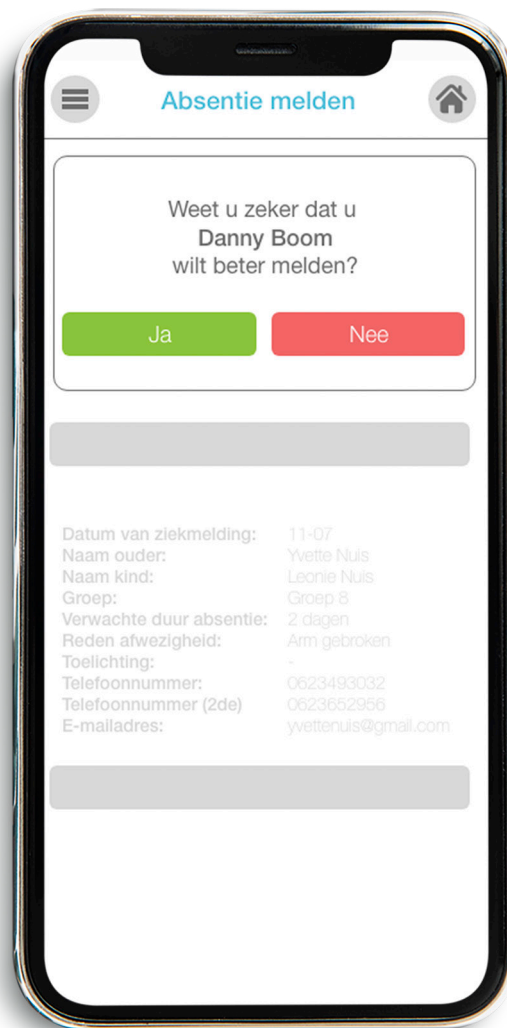 Absentie melden
Weet u zeker dat u
Danny Boom
wilt beter melden?
Ja Nee
Datum van ziekmelding: 11-07
Naam ouder: Yvette Nuis
Naam kind: Leonie Nuis
Groep: Groep 8
Verwachte duur absentie: 2 dagen
Reden afwezigheid: Arm gebroken
Toelichting: -
Telefoonnummer: 0623493032
Telefoonnummer (2de) 0623652956
E-mailadres: yvettenuis@gmail.com